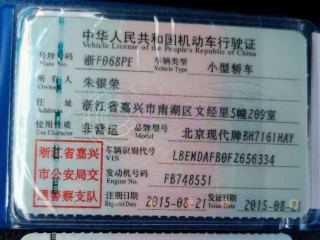 中华人民共和国机动车行驶证
Vehicle License of the People's Republic of China
号牌号码 浙F068PE 车辆类型 小型轿车
Plate No. Vehicle Type
所有人 朱银荣
Owner
住址 浙江省嘉兴市南湖区文经里5幢209室
Address
使用性质 非营运 品牌型号 北京现代牌BH7161HAY
Model
浙江省嘉兴
市公安局交
通警察支队
车辆识别代号 LBEMDAFB0FZ656334
VIN
发动机号码 FB748551
Engine No.
注册日期 2015-08-21 发证日期 2015-08-21
Register Date Issue Date